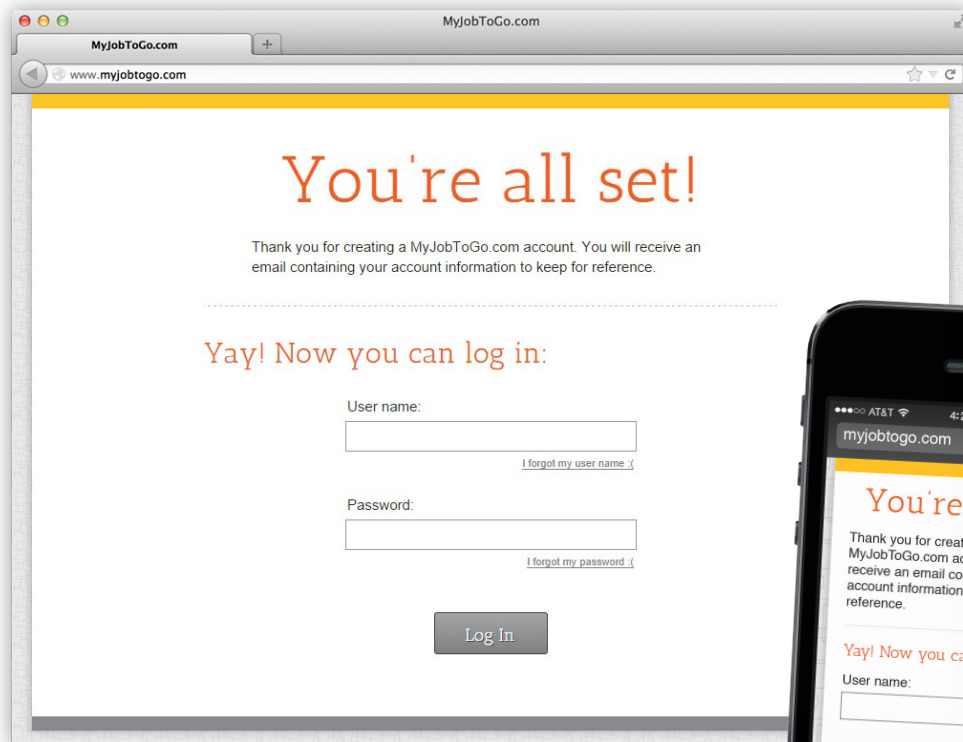 MyJobToGo.com
MyJobToGo.com
www.myjobtogo.com
You're all set!
Thank you for creating a MyJobToGo.com account. You will receive an
email containing your account information to keep for reference.
Yay! Now you can log in:
User name:
I forgot my user name :(
Password:
I forgot my password :(
Log In
AT&T
myjobtogo.com
You're
Thank you for creat
MyJobToGo.com ac
receive an email co
account information
reference.
Yay! Now you ca
User name: